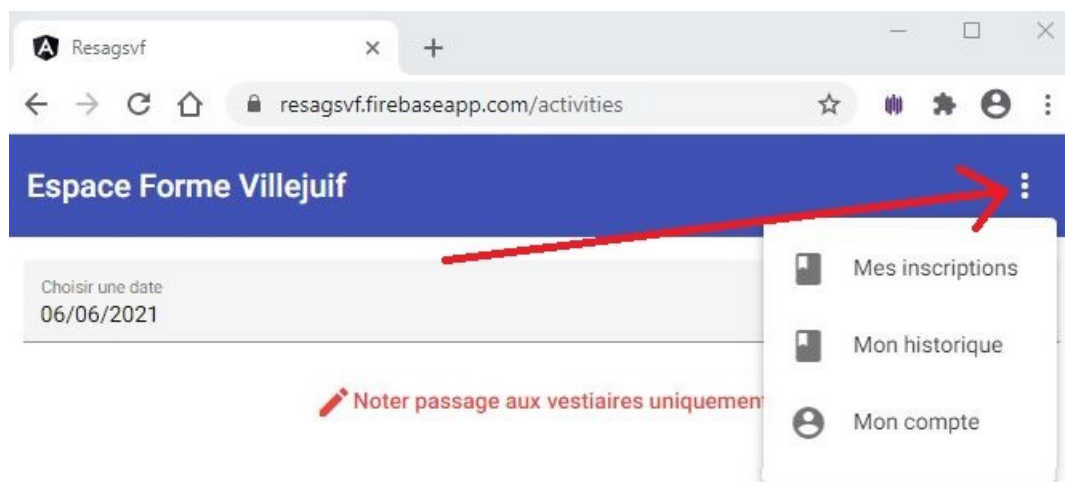 Resagsvf
resagsvf.firebaseapp.com/activities
Espace Forme Villejuif
Mes inscriptions
Choisir une date
06/06/2021
Mon historique
Noter passage aux vestiaires uniquemen
Mon compte